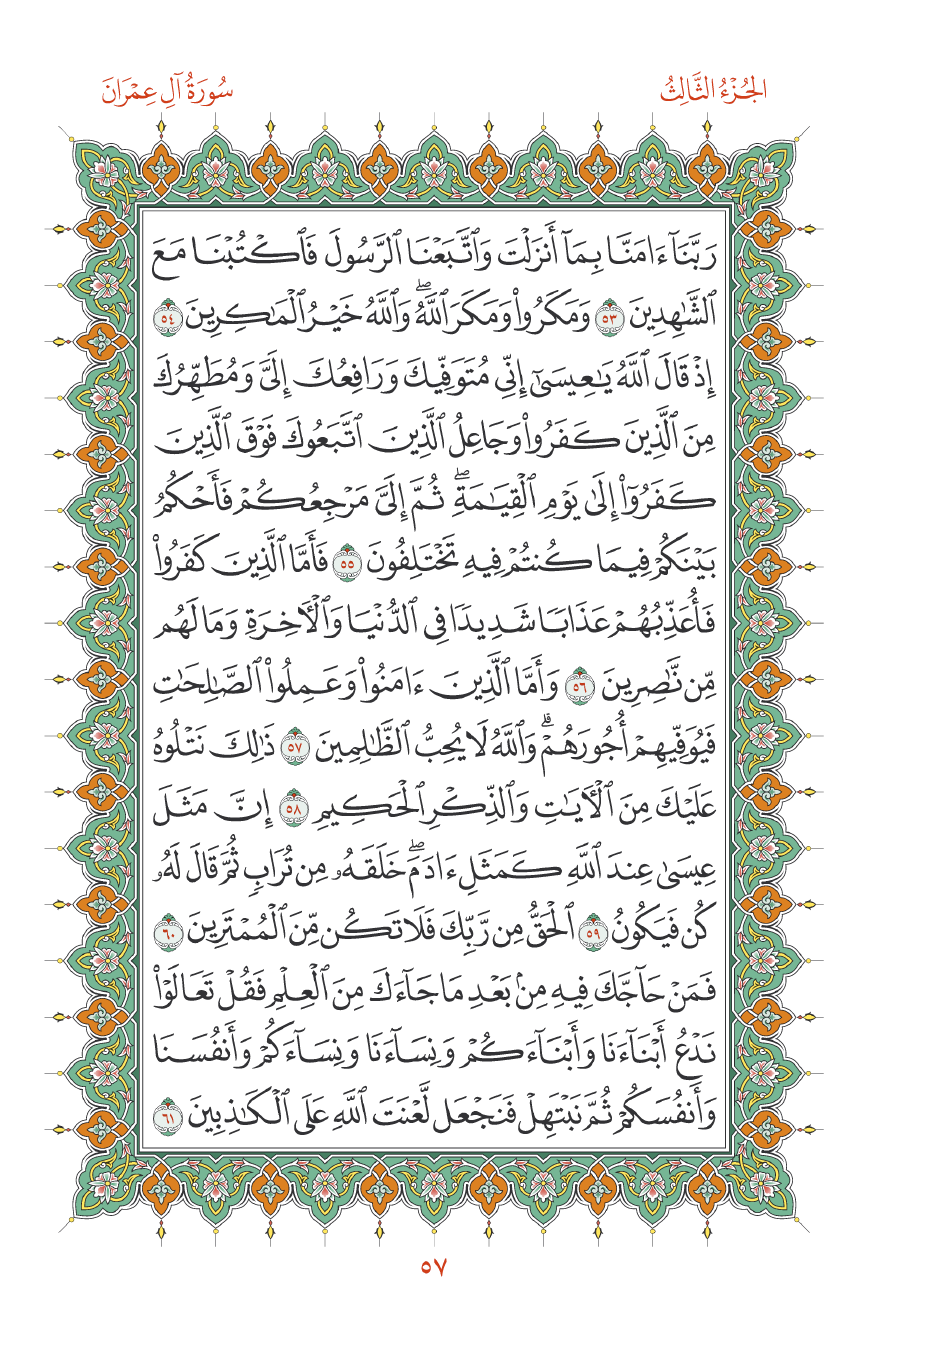 الجُزْءُ الثَّالِثُ
سُورَةُ آلِ عِمْرَانَ
رَبَّنَآ ءَامَنَّا بِمَآ أَنزَلْتَ وَٱتَّبَعْنَا ٱلرَّسُولَ فَٱكْتُبْنَا مَعَ
ٱلشَّٰهِدِينَ ٥٣ وَمَكَرُوا۟ وَمَكَرَ ٱللَّهُ ۖ وَٱللَّهُ خَيْرُ ٱلْمَٰكِرِينَ ٥٤
إِذْ قَالَ ٱللَّهُ يَٰعِيسَىٰٓ إِنِّى مُتَوَفِّيكَ وَرَافِعُكَ إِلَىَّ وَمُطَهِّرُكَ
مِنَ ٱلَّذِينَ كَفَرُوا۟ وَجَاعِلُ ٱلَّذِينَ ٱتَّبَعُوكَ فَوْقَ ٱلَّذِينَ
كَفَرُوٓا۟ إِلَىٰ يَوْمِ ٱلْقِيَٰمَةِ ۖ ثُمَّ إِلَىَّ مَرْجِعُكُمْ فَأَحْكُمُ
بَيْنَكُمْ فِيمَا كُنتُمْ فِيهِ تَخْتَلِفُونَ ٥٥ فَأَمَّا ٱلَّذِينَ كَفَرُوا۟
فَأُعَذِّبُهُمْ عَذَابًا شَدِيدًا فِى ٱلدُّنْيَا وَٱلْءَاخِرَةِ وَمَا لَهُم
مِّن نَّٰصِرِينَ ٥٦ وَأَمَّا ٱلَّذِينَ ءَامَنُوا۟ وَعَمِلُوا۟ ٱلصَّٰلِحَٰتِ
فَيُوَفِّيهِمْ أُجُورَهُمْ ۗ وَٱللَّهُ لَا يُحِبُّ ٱلظَّٰلِمِينَ ٥٧ ذَٰلِكَ نَتْلُوهُ
عَلَيْكَ مِنَ ٱلْءَايَٰتِ وَٱلذِّكْرِ ٱلْحَكِيمِ ٥٨ إِنَّ مَثَلَ
عِيسَىٰ عِندَ ٱللَّهِ كَمَثَلِ ءَادَمَ ۖ خَلَقَهُۥ مِن تُرَابٍ ثُمَّ قَالَ لَهُۥ
كُن فَيَكُونُ ٥٩ ٱلْحَقُّ مِن رَّبِّكَ فَلَا تَكُن مِّنَ ٱلْمُمْتَرِينَ ٦٠
فَمَنْ حَآجَّكَ فِيهِ مِنۢ بَعْدِ مَا جَآءَكَ مِنَ ٱلْعِلْمِ فَقُلْ تَعَالَوْا۟
نَدْعُ أَبْنَآءَنَا وَأَبْنَآءَكُمْ وَنِسَآءَنَا وَنِسَآءَكُمْ وَأَنفُسَنَا
وَأَنفُسَكُمْ ثُمَّ نَبْتَهِلْ فَنَجْعَل لَّعْنَتَ ٱللَّهِ عَلَى ٱلْكَٰذِبِينَ ٦١
٥٧